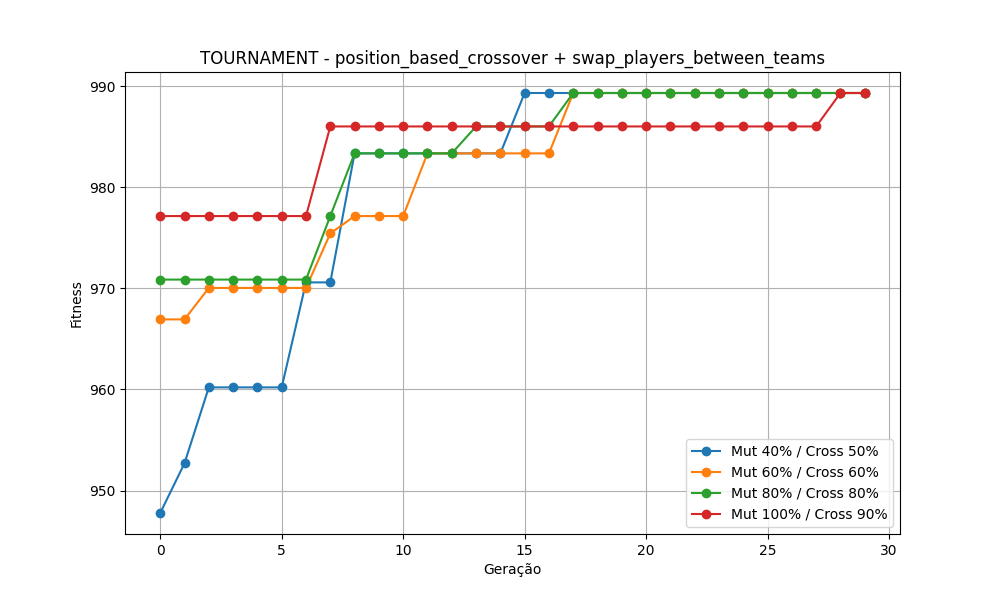 TOURNAMENT - position_based_crossover + swap_players_between_teams
990
980
970
960
950
Fitness
0 5 10 15 20 25 30
Geração
Mut 40% / Cross 50%
Mut 60% / Cross 60%
Mut 80% / Cross 80%
Mut 100% / Cross 90%